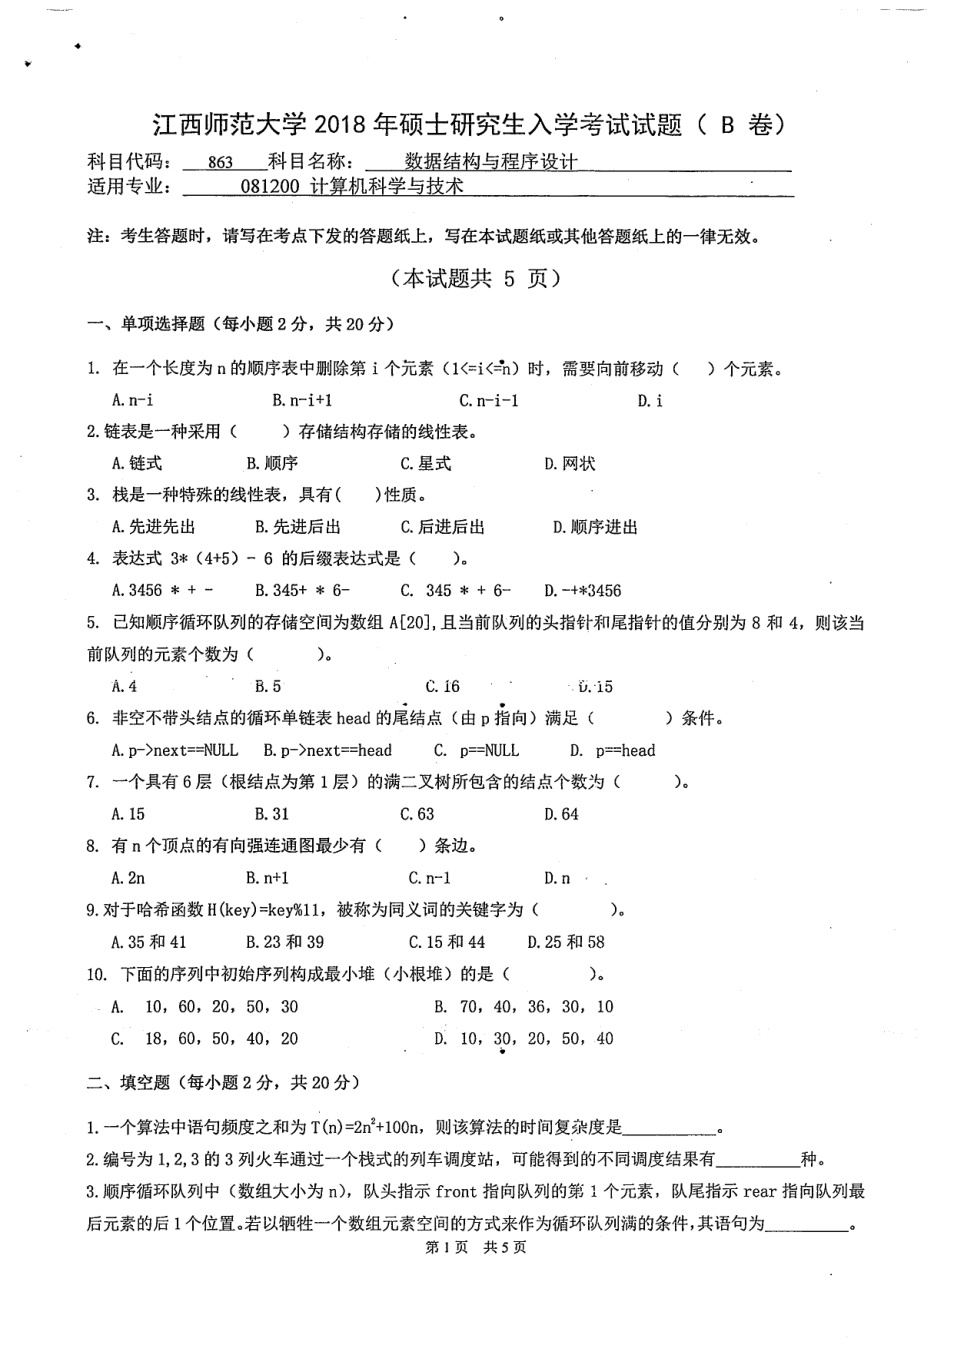 江西师范大学 2018 年硕士研究生入学考试试题（ B 卷）
科目代码： 863 科目名称： 数据结构与程序设计
适用专业： 081200 计算机科学与技术
注：考生答题时，请写在考点下发的答题纸上，写在本试题纸或其他答题纸上的一律无效。
（本试题共 5 页）
一、单项选择题（每小题 2 分，共 20 分）
1. 在一个长度为 n 的顺序表中删除第 i 个元素（1<=i<=n）时，需要向前移动（ ）个元素。
A. n-i B. n-i+1 C. n-i-1 D. i
2. 链表是一种采用（ ）存储结构存储的线性表。
A. 链式 B. 顺序 C. 星式 D. 网状
3. 栈是一种特殊的线性表，具有( )性质。
A. 先进先出 B. 先进后出 C. 后进后出 D. 顺序进出
4. 表达式 3*（4+5）- 6 的后缀表达式是（ ）。
A. 3456 * + - B. 345+ * 6- C. 345 * + 6- D. -+*3456
5. 已知顺序循环队列的存储空间为数组 A[20], 且当前队列的头指针和尾指针的值分别为 8 和 4，则该当
前队列的元素个数为（ ）。
A. 4 B. 5 C. 16 D. 15
6. 非空不带头结点的循环单链表 head 的尾结点（由 p 指向）满足（ ）条件。
A. p->next==NULL B. p->next==head C. p==NULL D. p==head
7. 一个具有 6 层（根结点为第 1 层）的满二叉树所包含的结点个数为（ ）。
A. 15 B. 31 C. 63 D. 64
8. 有 n 个顶点的有向强连通图最少有（ ）条边。
A. 2n B. n+1 C. n-1 D. n
9. 对于哈希函数 H(key)=key%11，被称为同义词的关键字为（ ）。
A. 35 和 41 B. 23 和 39 C. 15 和 44 D. 25 和 58
10. 下面的序列中初始序列构成最小堆（小根堆）的是（ ）。
A. 10，60，20，50，30 B. 70，40，36，30，10
C. 18，60，50，40，20 D. 10，30，20，50，40
二、填空题（每小题 2 分，共 20 分）
1. 一个算法中语句频度之和为 T(n)=2n²+100n，则该算法的时间复杂度是__________。
2. 编号为 1, 2, 3 的 3 列火车通过一个栈式的列车调度站，可能得到的不同调度结果有_________种。
3. 顺序循环队列中（数组大小为 n），队头指示 front 指向队列的第 1 个元素，队尾指示 rear 指向队列最
后元素的后 1 个位置。若以牺牲一个数组元素空间的方式来作为循环队列满的条件, 其语句为_________。
第 1 页 共 5 页